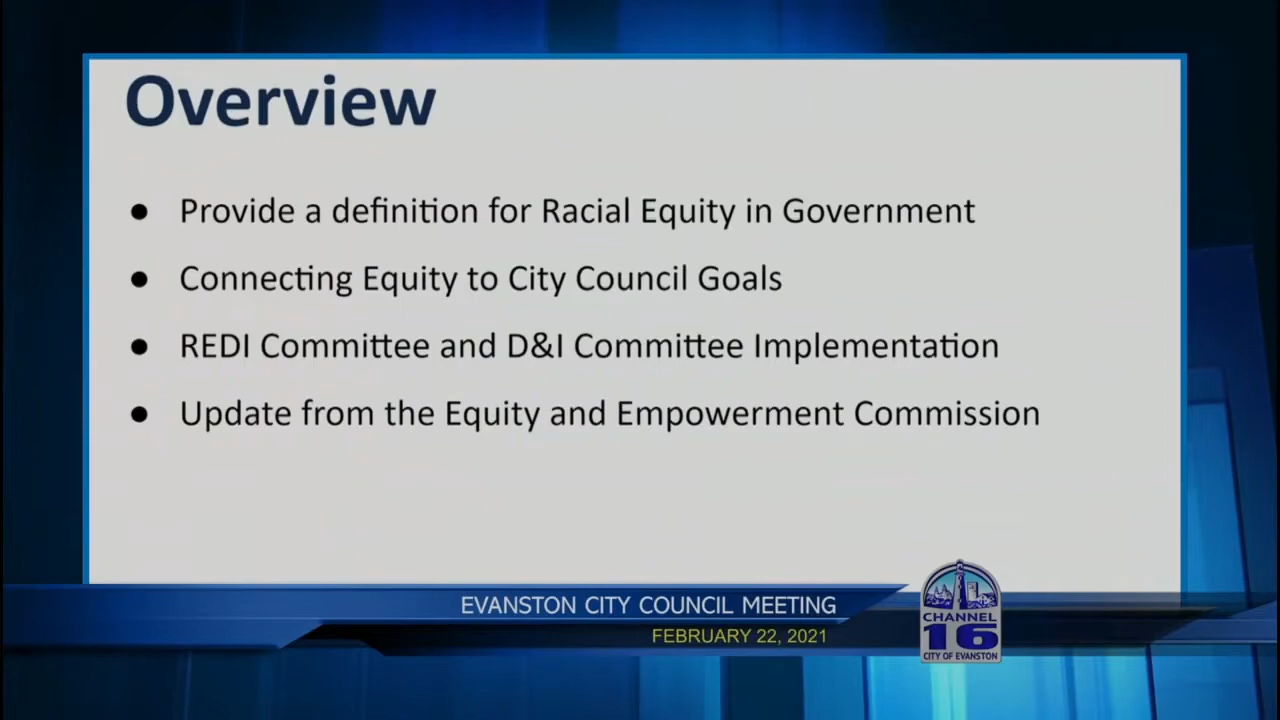 Overview
● Provide a definition for Racial Equity in Government
● Connecting Equity to City Council Goals
● REDI Committee and D&I Committee Implementation
● Update from the Equity and Empowerment Commission
EVANSTON CITY COUNCIL MEETING
FEBRUARY 22, 2021
CHANNEL
16
CITY OF EVANSTON